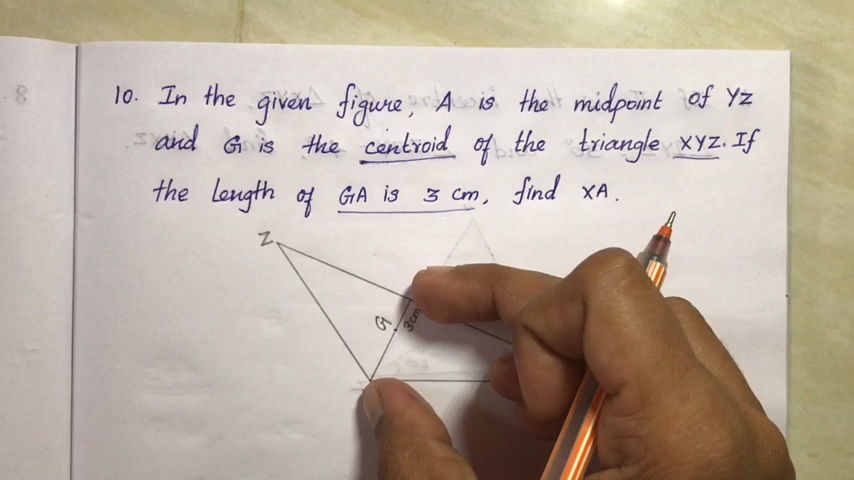 10. In the given figure, A is the midpoint of YZ
and G is the centroid of the triangle XYZ. If
the length of GA is 3 cm, find XA.
Z
G
3cm
8